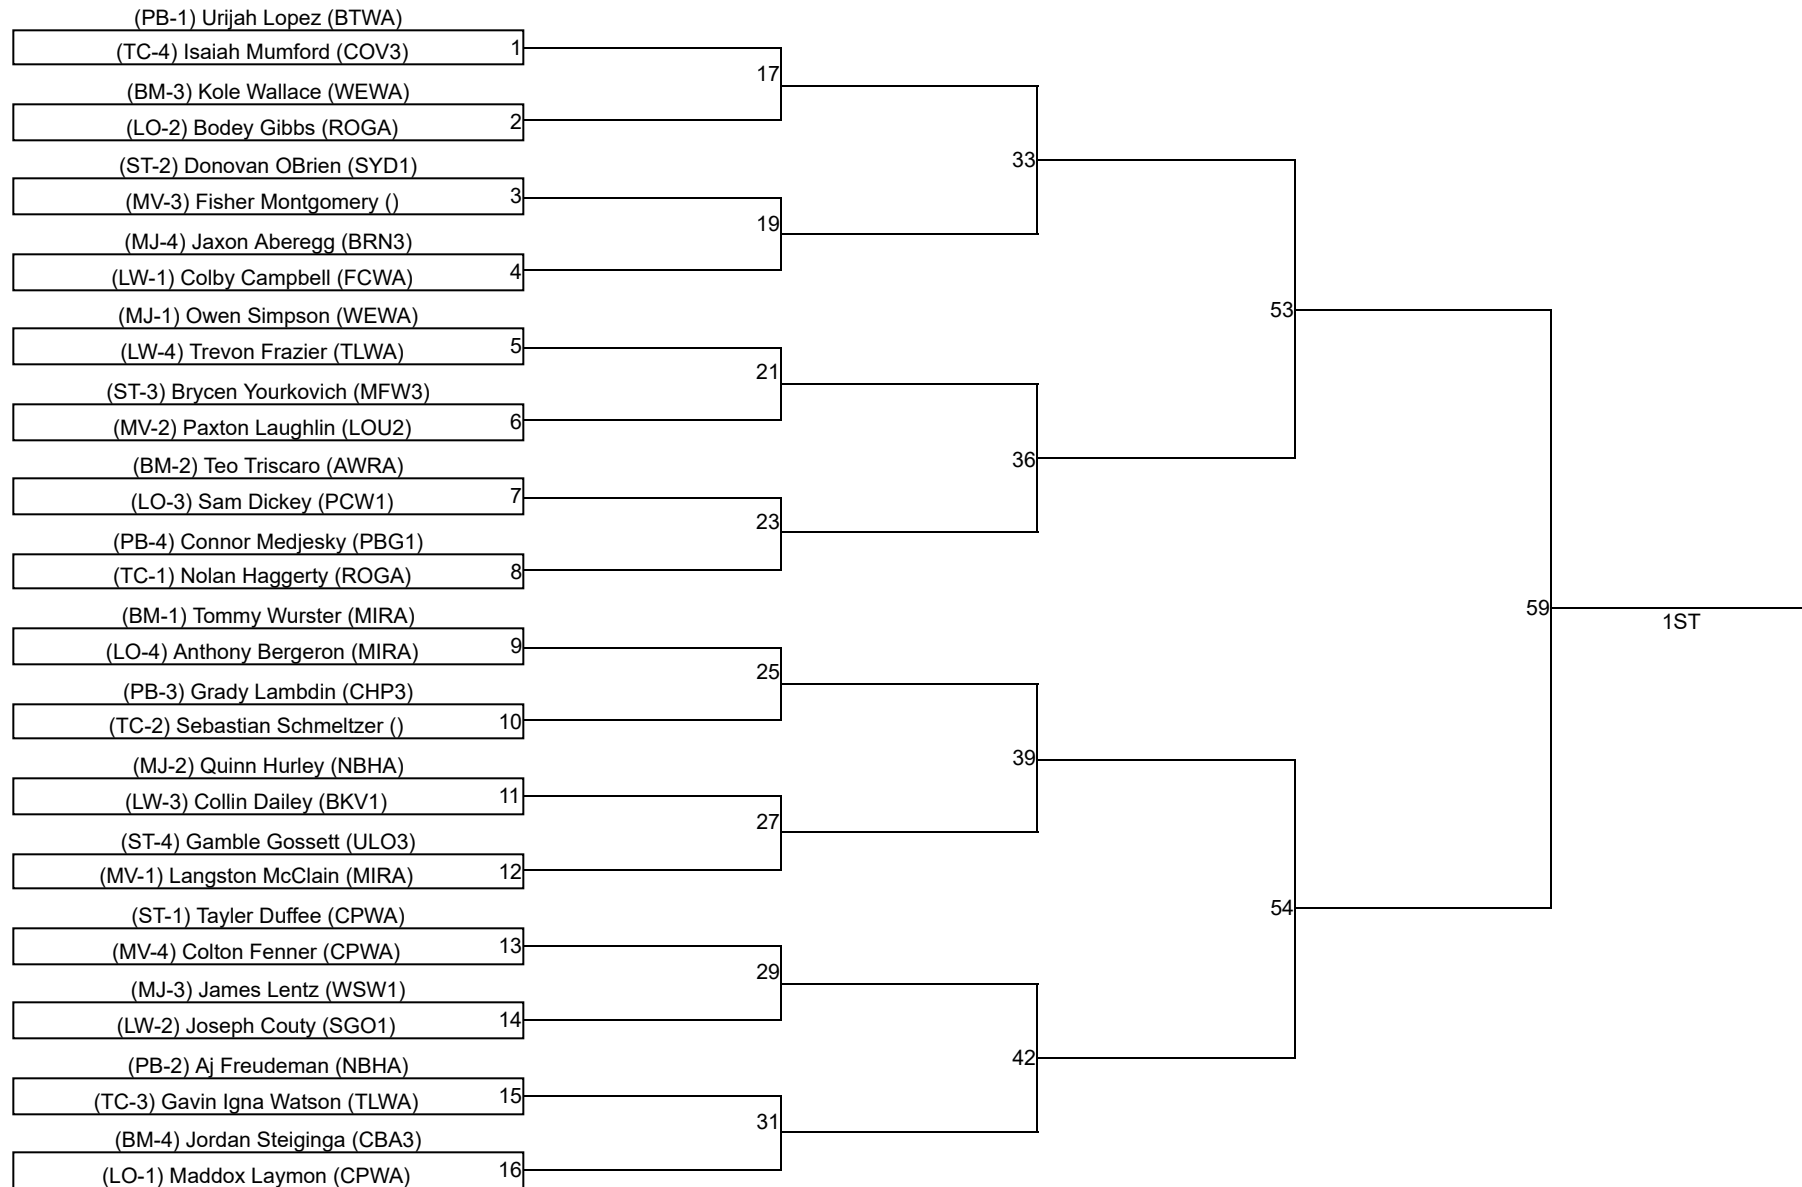 (PB-1) Urijah Lopez (BTWA)
(TC-4) Isaiah Mumford (COV3) 1
17
(BM-3) Kole Wallace (WEWA)
(LO-2) Bodey Gibbs (ROGA) 2
33
(ST-2) Donovan OBrien (SYD1)
(MV-3) Fisher Montgomery () 3
19
(MJ-4) Jaxon Aberegg (BRN3)
(LW-1) Colby Campbell (FCWA) 4
53
(MJ-1) Owen Simpson (WEWA)
(LW-4) Trevon Frazier (TLWA) 5
21
(ST-3) Brycen Yourkovich (MFW3)
(MV-2) Paxton Laughlin (LOU2) 6
36
(BM-2) Teo Triscaro (AWRA)
(LO-3) Sam Dickey (PCW1) 7
23
(PB-4) Connor Medjesky (PBG1)
(TC-1) Nolan Haggerty (ROGA) 8
59
1ST
(BM-1) Tommy Wurster (MIRA)
(LO-4) Anthony Bergeron (MIRA) 9
25
(PB-3) Grady Lambdin (CHP3)
(TC-2) Sebastian Schmeltzer () 10
39
(MJ-2) Quinn Hurley (NBHA)
(LW-3) Collin Dailey (BKV1) 11
27
(ST-4) Gamble Gossett (ULO3)
(MV-1) Langston McClain (MIRA) 12
54
(ST-1) Tayler Duffee (CPWA)
(MV-4) Colton Fenner (CPWA) 13
29
(MJ-3) James Lentz (WSW1)
(LW-2) Joseph Couty (SGO1) 14
42
(PB-2) Aj Freudeman (NBHA)
(TC-3) Gavin Igna Watson (TLWA) 15
31
(BM-4) Jordan Steiginga (CBA3)
(LO-1) Maddox Laymon (CPWA) 16